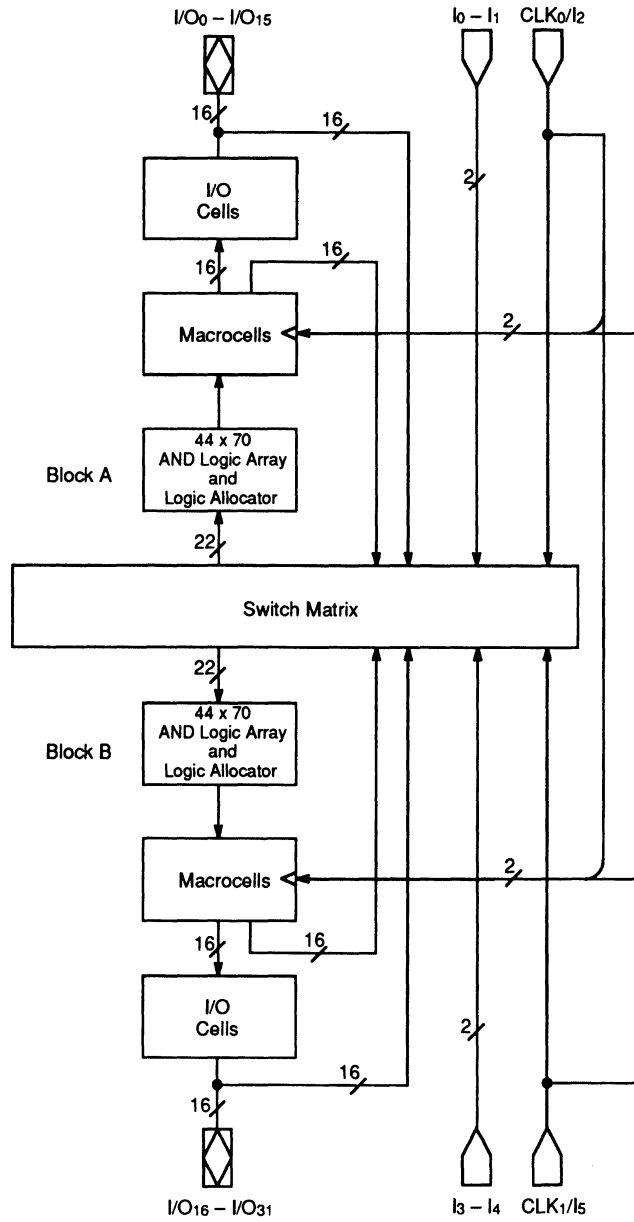 I/O0 – I/O15
I0 – I1
CLK0/I2
16
16
2
I/O
Cells
16
16
Macrocells
2
44 x 70
AND Logic Array
and
Logic Allocator
Block A
22
Switch Matrix
22
44 x 70
AND Logic Array
and
Logic Allocator
Block B
Macrocells
2
16
16
I/O
Cells
2
16
16
I/O16 – I/O31
I3 – I4
CLK1/I5